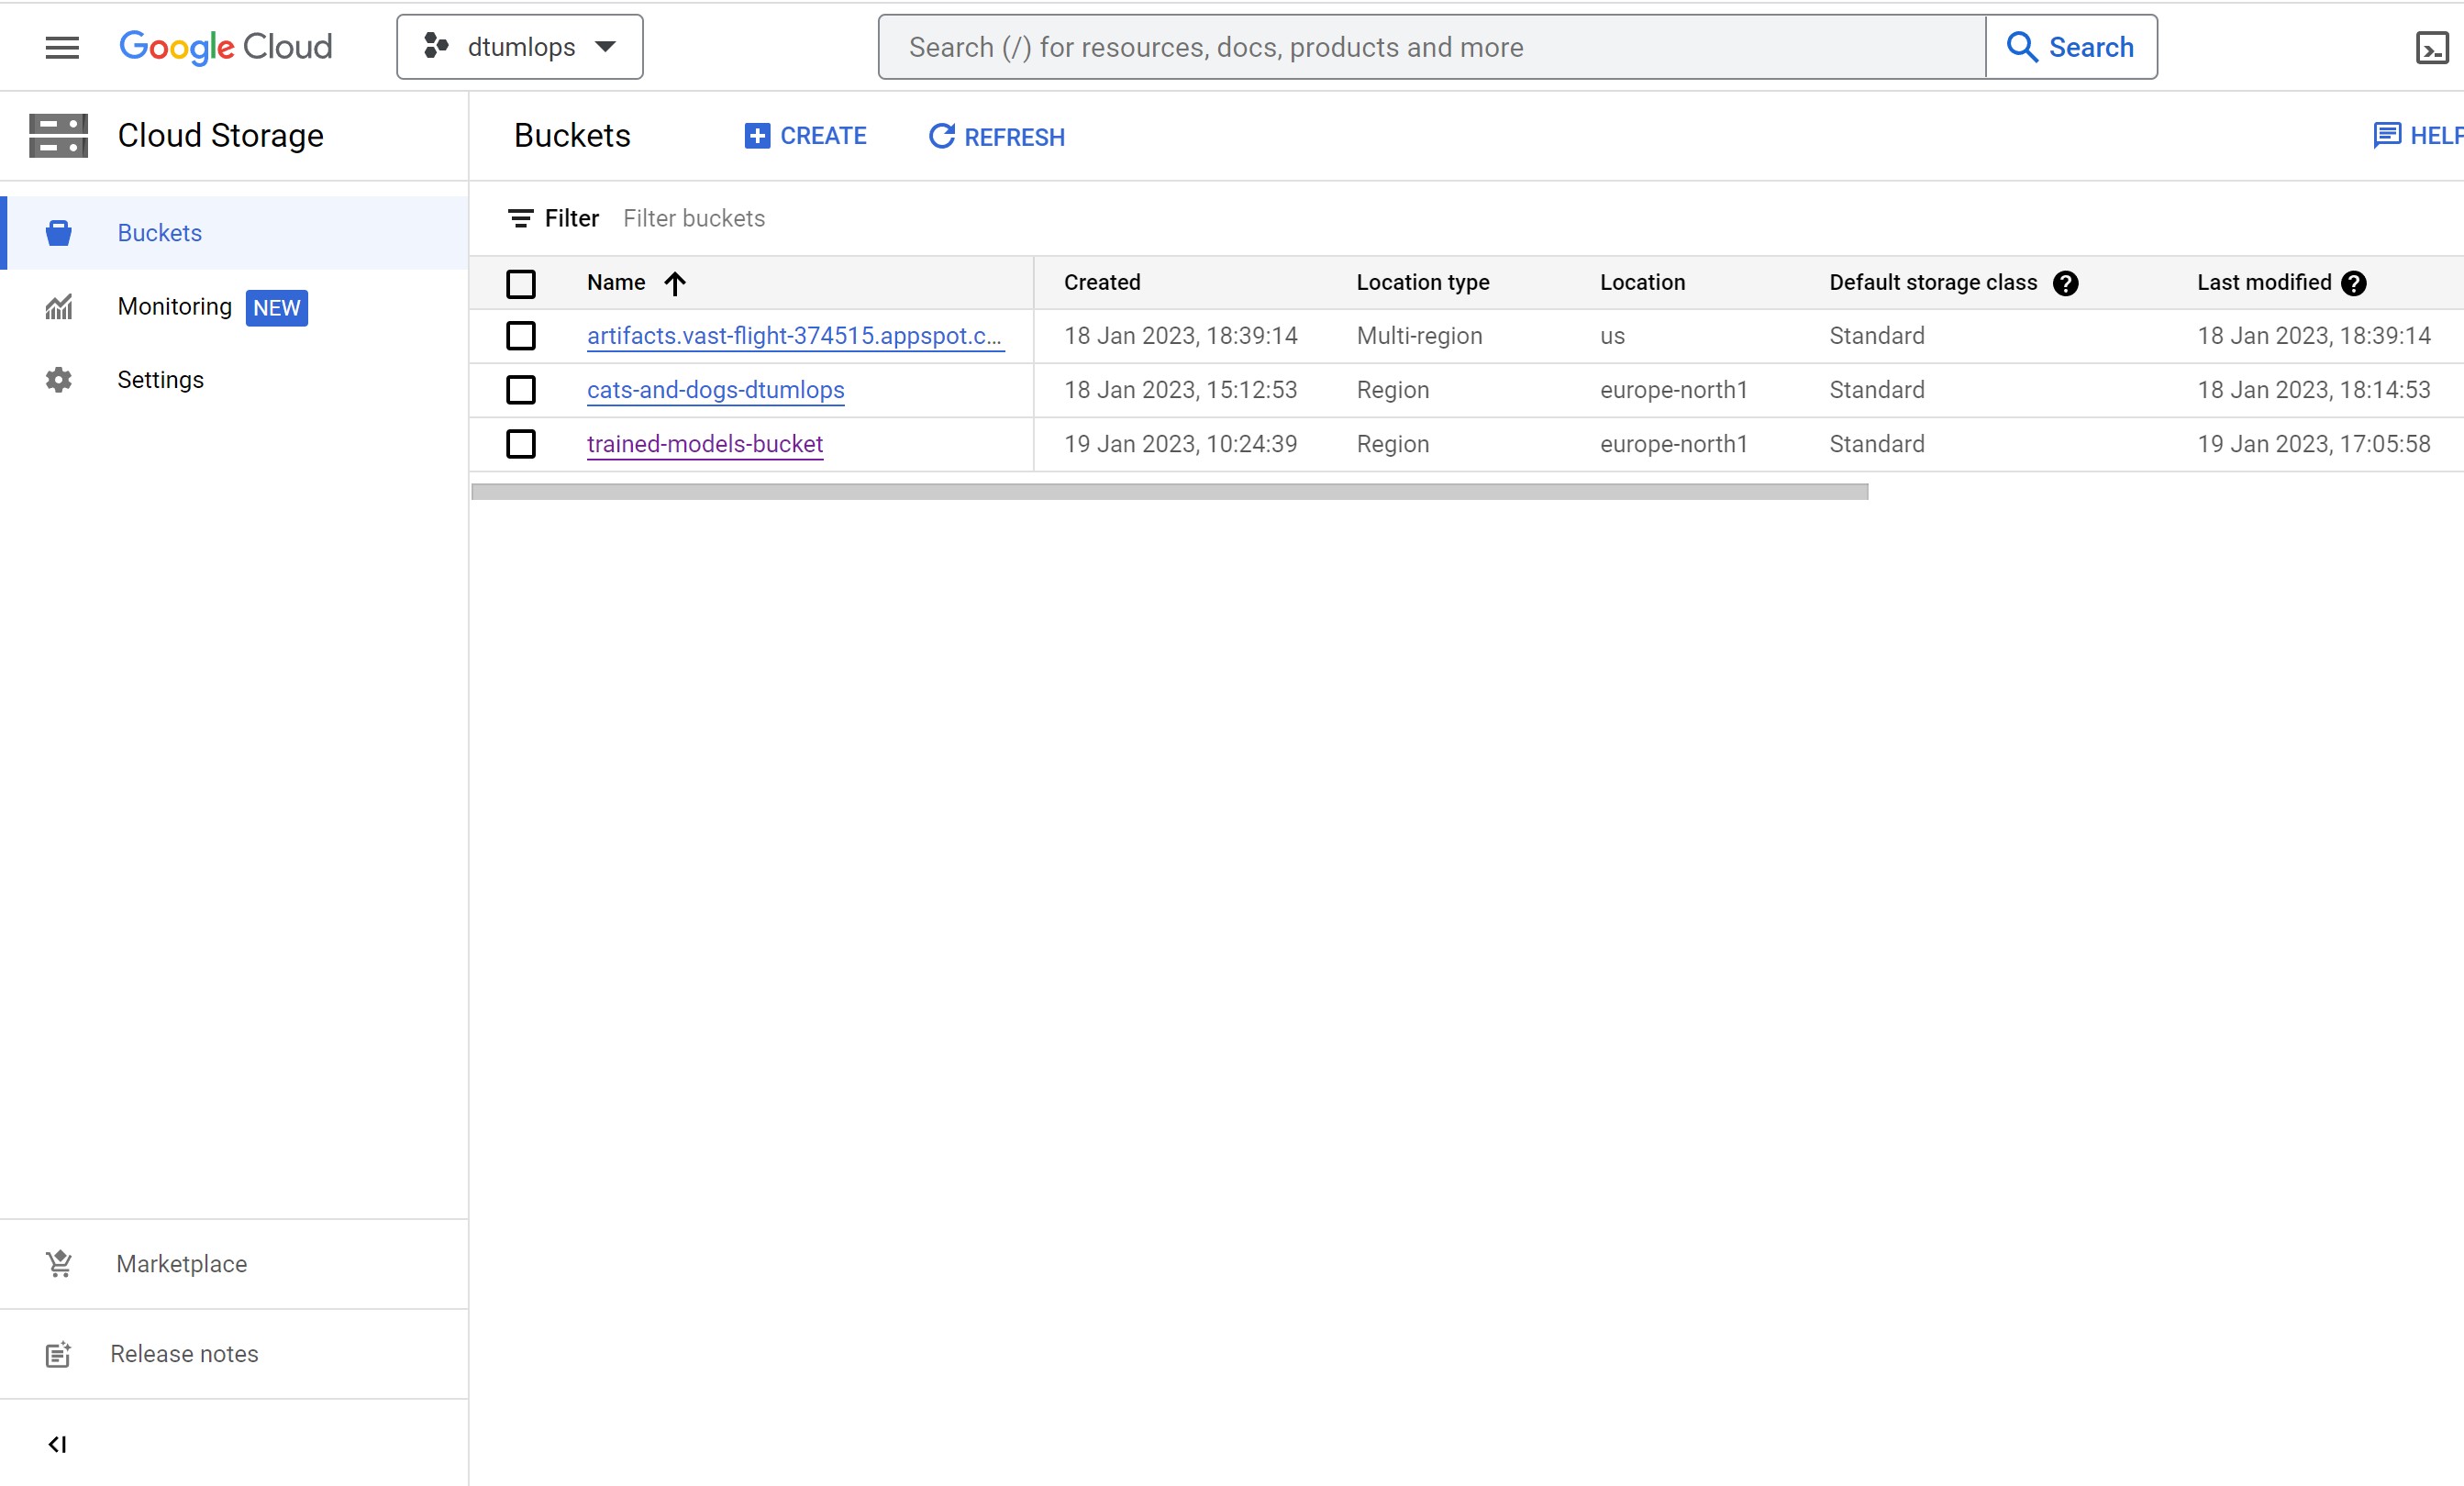 Google Cloud dtumlops Search (/) for resources, docs, products and more Search
Cloud Storage
Buckets
Monitoring NEW
Settings
Marketplace
Release notes
Buckets CREATE REFRESH HELP
Filter Filter buckets
Name Created Location type Location Default storage class Last modified
artifacts.vast-flight-374515.appspot.c... 18 Jan 2023, 18:39:14 Multi-region us Standard 18 Jan 2023, 18:39:14
cats-and-dogs-dtumlops 18 Jan 2023, 15:12:53 Region europe-north1 Standard 18 Jan 2023, 18:14:53
trained-models-bucket 19 Jan 2023, 10:24:39 Region europe-north1 Standard 19 Jan 2023, 17:05:58